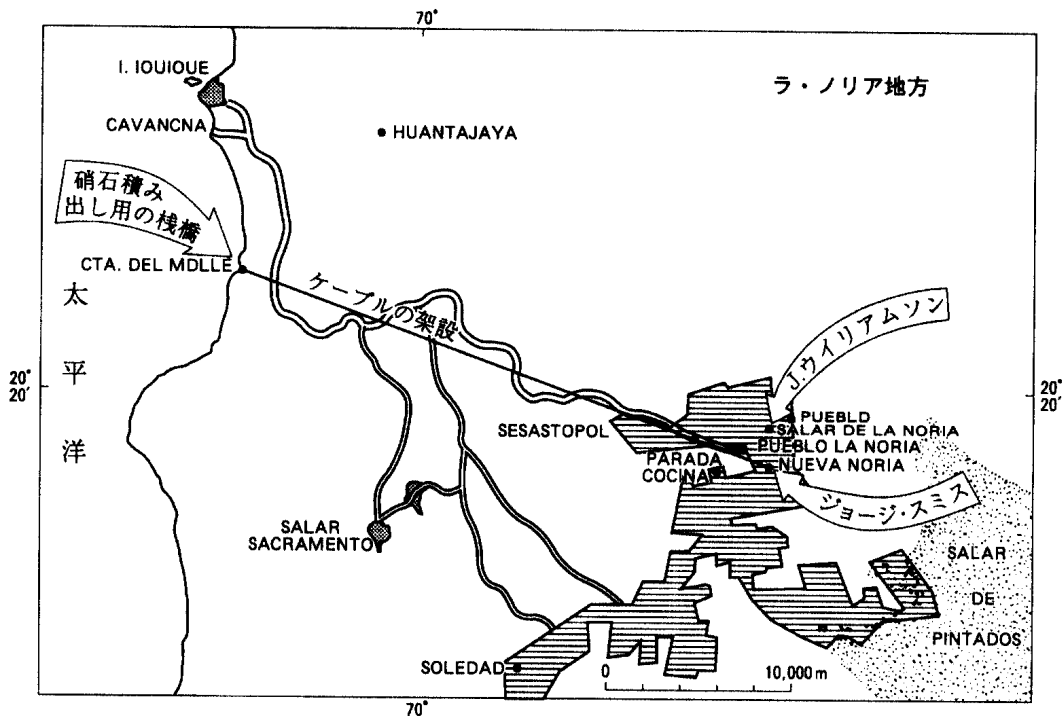 70°
I. IOUIOUE
ラ・ノリア地方
CAVANCNA
HUANTAJAYA
硝石積み
出し用の桟橋
CTA. DEL MDLLE
ケーブルの架設
太
平
洋
J.ウイリアムソン
20°
20'
20°
20'
PUEBLD
SALAR DE LA NORIA
SESASTOPOL
PUEBLO LA NORIA
PARADA
COCINA
NUEVA NORIA
ジョージ・スミス
SALAR
SACRAMENTO
SALAR
DE
PINTADOS
SOLEDAD
0 10,000m
70°